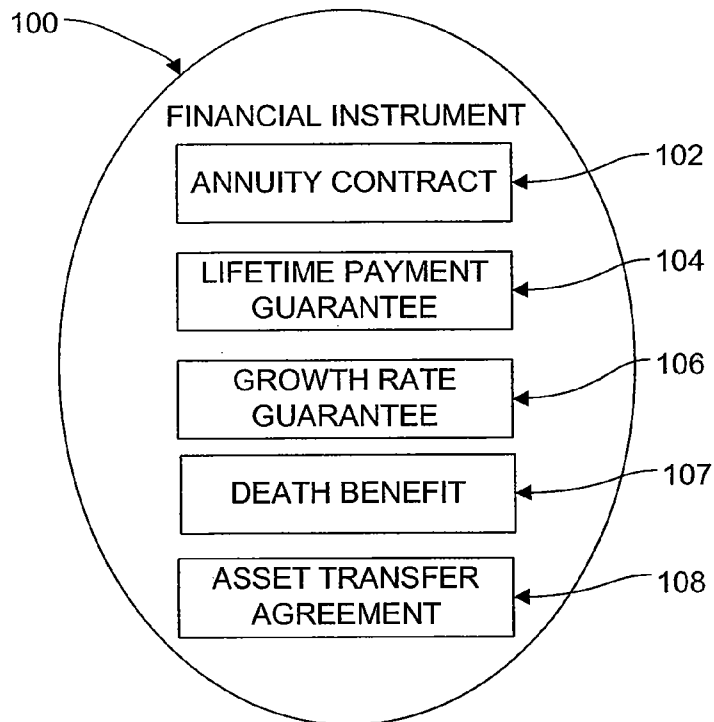 100
FINANCIAL INSTRUMENT
ANNUITY CONTRACT
102
LIFETIME PAYMENT
GUARANTEE
104
GROWTH RATE
GUARANTEE
106
DEATH BENEFIT
107
ASSET TRANSFER
AGREEMENT
108